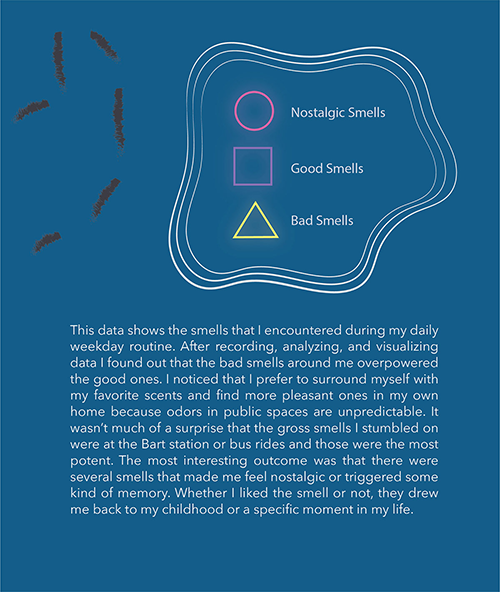 Nostalgic Smells
Good Smells
Bad Smells
This data shows the smells that I encountered during my daily
weekday routine. After recording, analyzing, and visualizing
data I found out that the bad smells around me overpowered
the good ones. I noticed that I prefer to surround myself with
my favorite scents and find more pleasant ones in my own
home because odors in public spaces are unpredictable. It
wasn't much of a surprise that the gross smells I stumbled on
were at the Bart station or bus rides and those were the most
potent. The most interesting outcome was that there were
several smells that made me feel nostalgic or triggered some
kind of memory. Whether I liked the smell or not, they drew
me back to my childhood or a specific moment in my life.